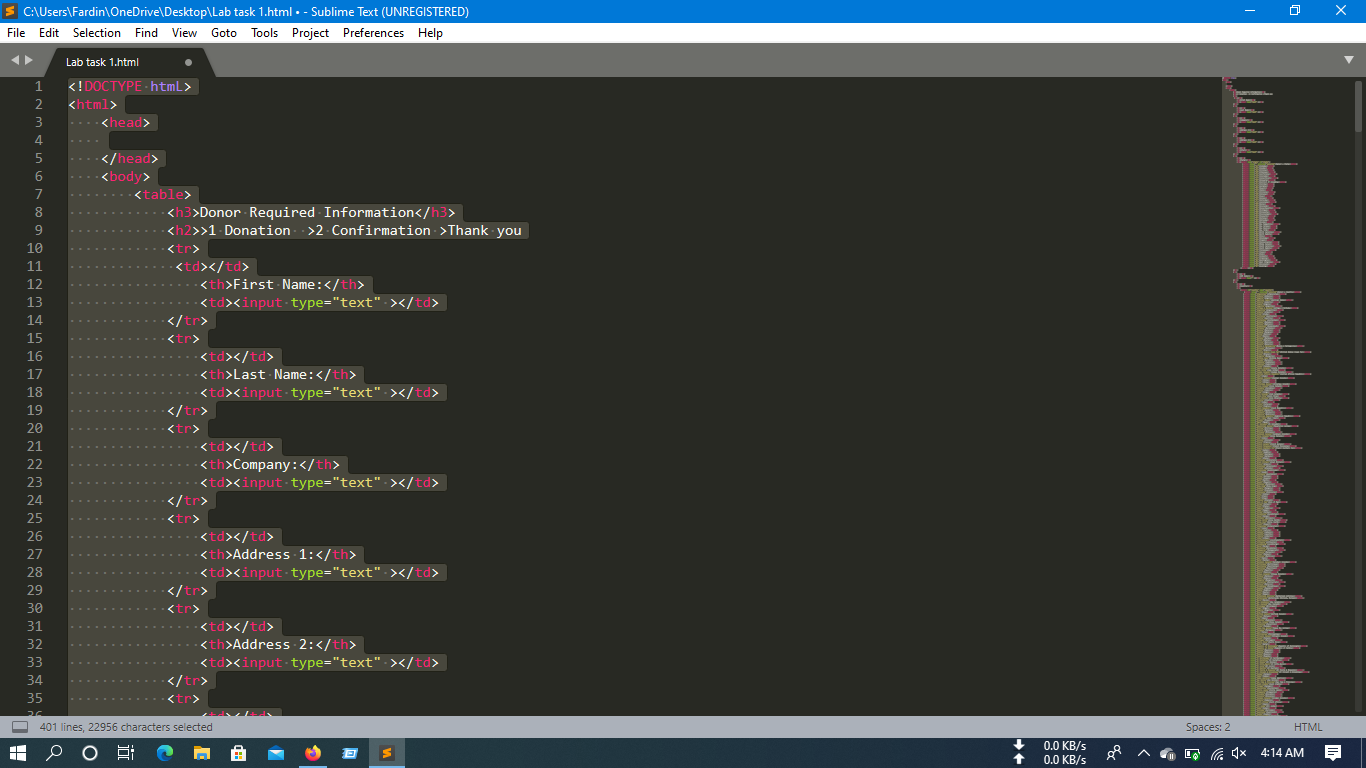 C:\Users\Fardin\OneDrive\Desktop\Lab task 1.html • - Sublime Text (UNREGISTERED)
File Edit Selection Find View Goto Tools Project Preferences Help
Lab task 1.html
1 <!DOCTYPE htmL>
2 <html>
3 <head>
4
5 </head>
6 <body>
7 <table>
8 <h3>Donor Required Information</h3>
9 <h2>>1 Donation  >2 Confirmation >Thank you
10 <tr>
11 <td></td>
12 <th>First Name:</th>
13 <td><input type="text" ></td>
14 </tr>
15 <tr>
16 <td></td>
17 <th>Last Name:</th>
18 <td><input type="text" ></td>
19 </tr>
20 <tr>
21 <td></td>
22 <th>Company:</th>
23 <td><input type="text" ></td>
24 </tr>
25 <tr>
26 <td></td>
27 <th>Address 1:</th>
28 <td><input type="text" ></td>
29 </tr>
30 <tr>
31 <td></td>
32 <th>Address 2:</th>
33 <td><input type="text" ></td>
34 </tr>
35 <tr>
36 <td></td>
401 lines, 22956 characters selected Spaces: 2 HTML
0.0 KB/s
0.0 KB/s
4:14 AM